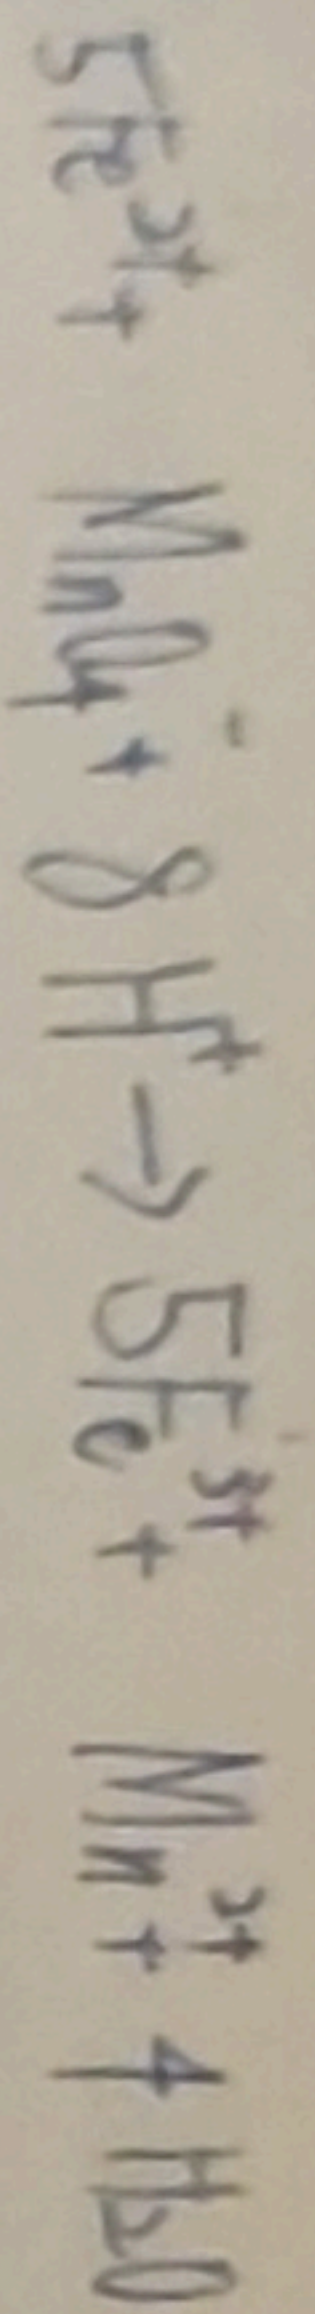 5Fe²⁺ + MnO₄⁻ + 8H⁺ → 5Fe³⁺ + Mn²⁺ + 4H₂O